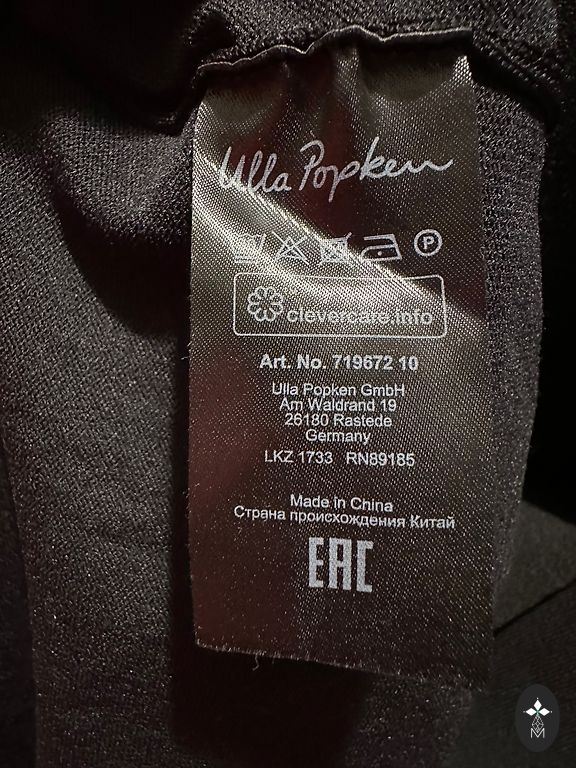 Ulla Popken
P
clevercare.info
Art. No. 719672 10
Ulla Popken GmbH
Am Waldrand 19
26180 Rastede
Germany
LKZ 1733 RN89185
Made in China
Страна происхождения Китай
EAC
M